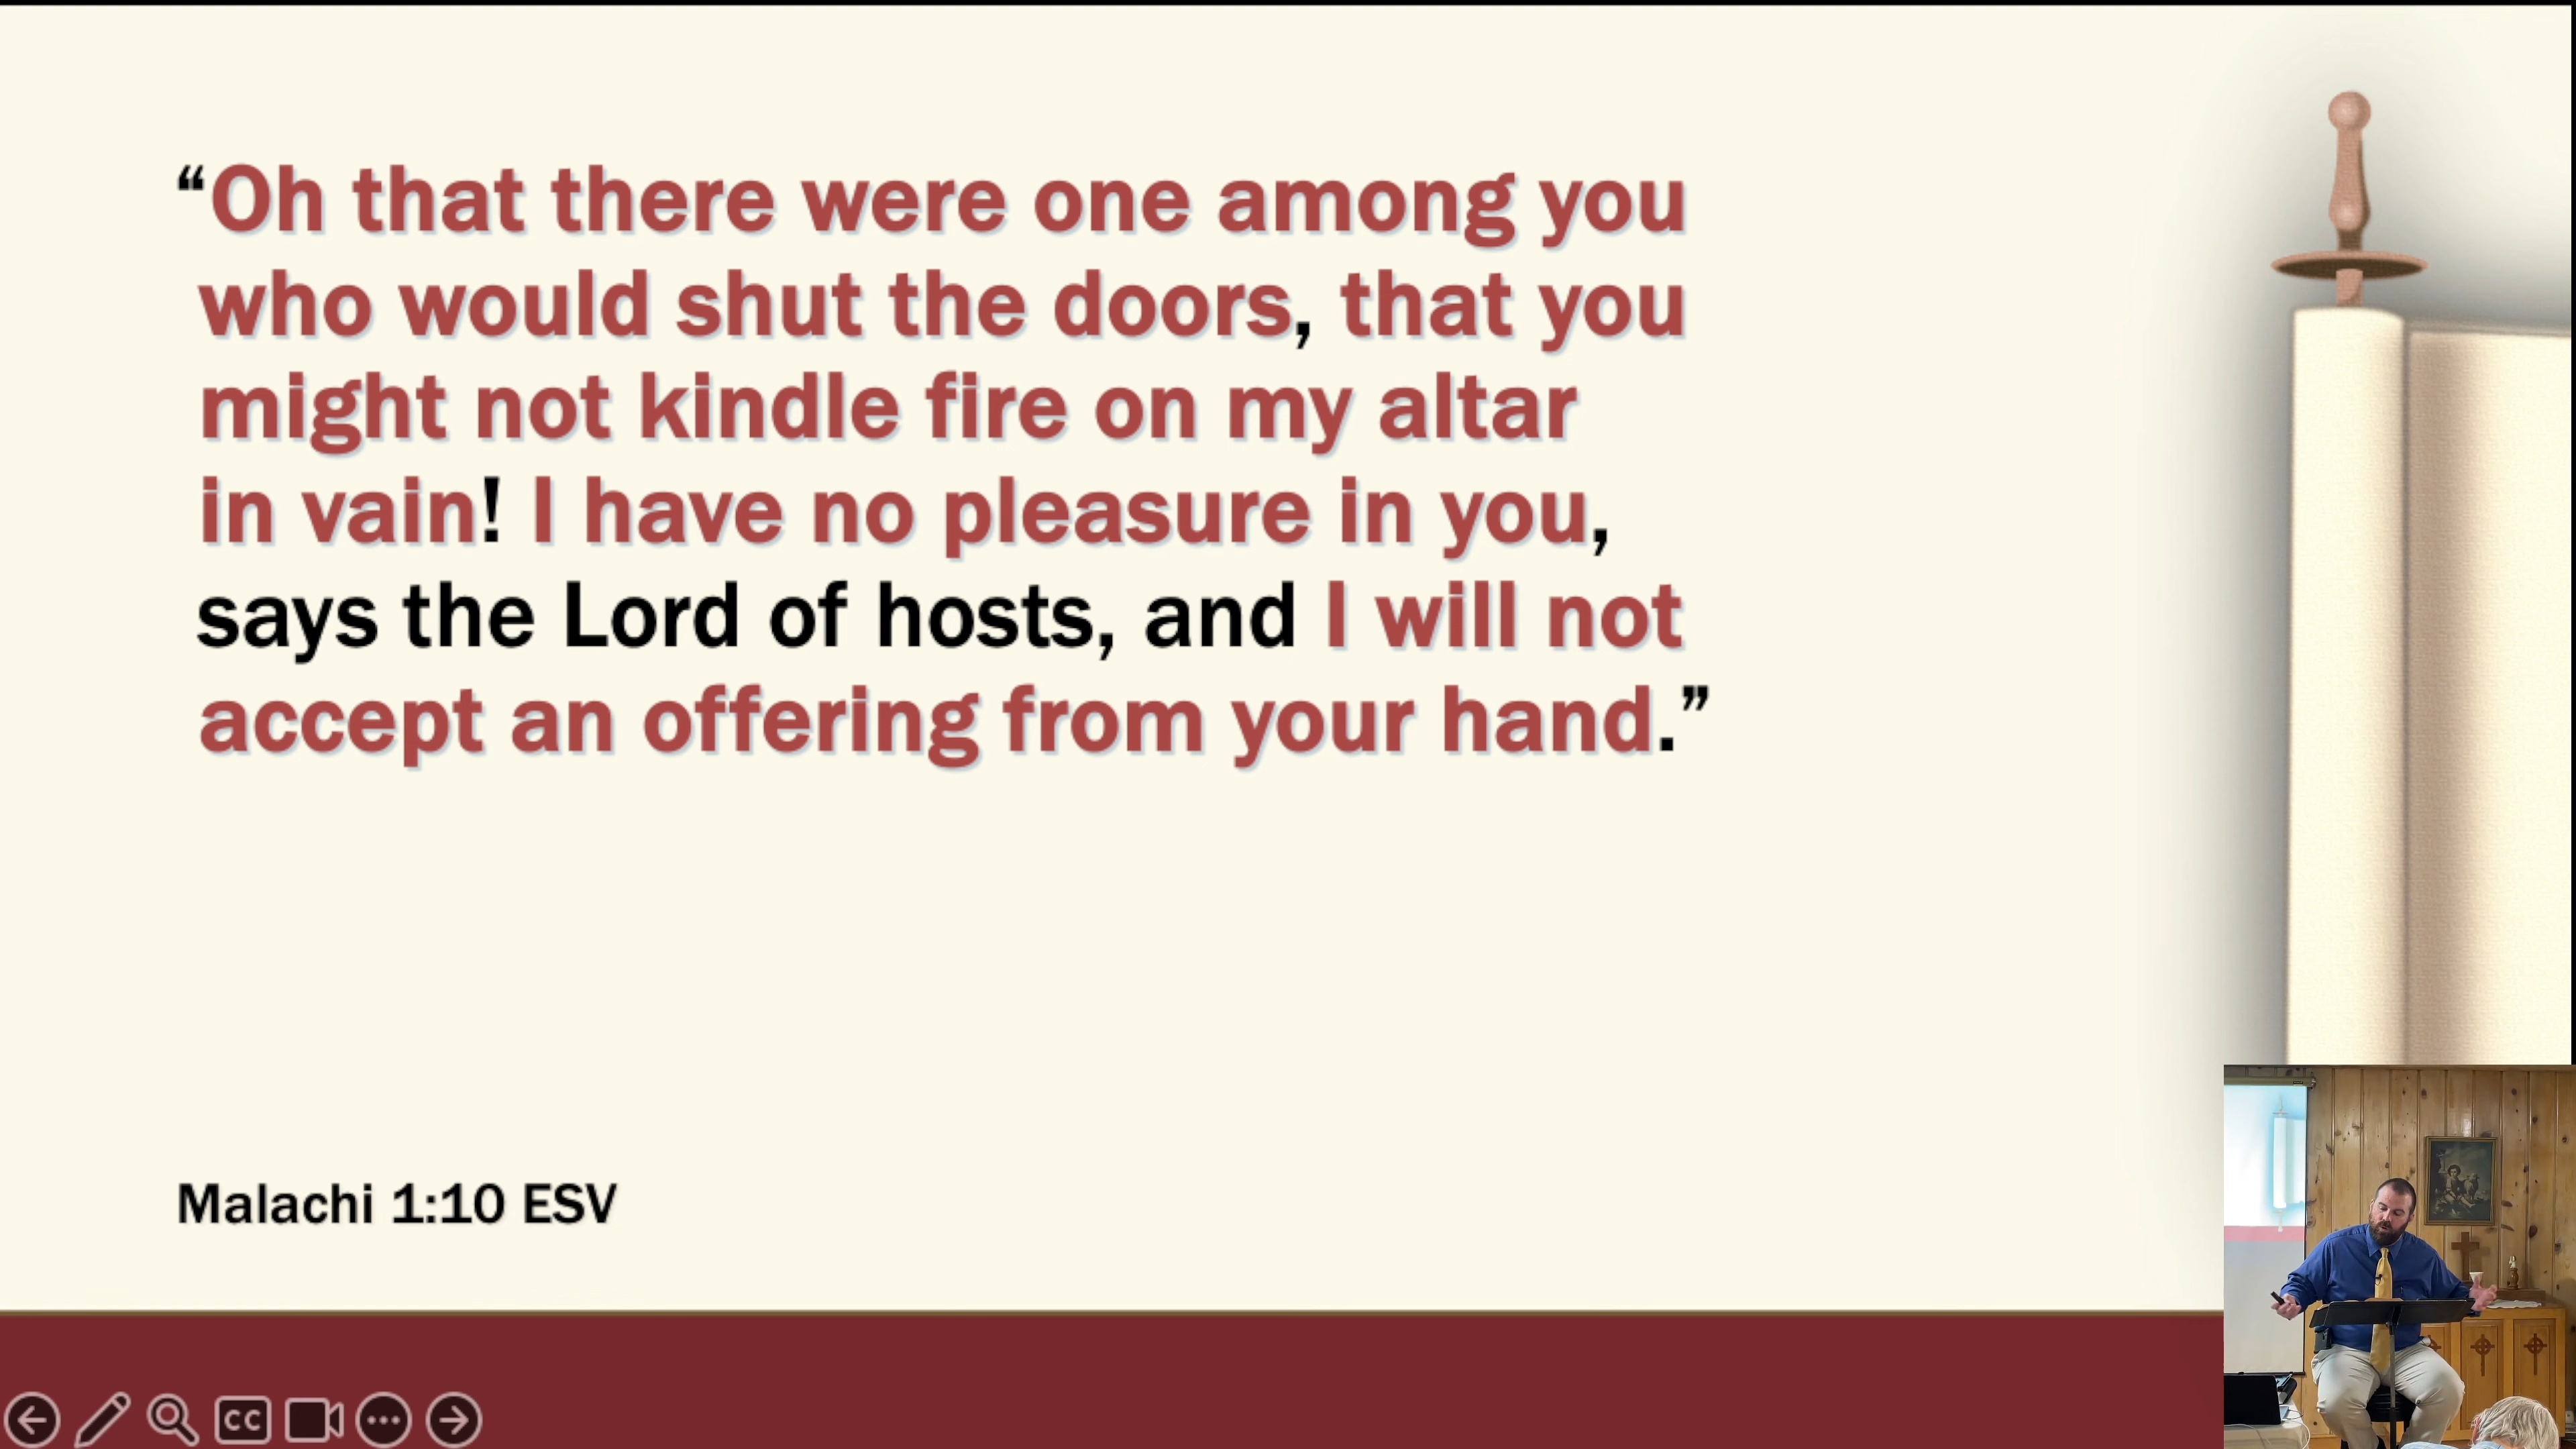 “Oh that there were one among you
who would shut the doors, that you
might not kindle fire on my altar
in vain! I have no pleasure in you,
says the Lord of hosts, and I will not
accept an offering from your hand.”
Malachi 1:10 ESV
CC